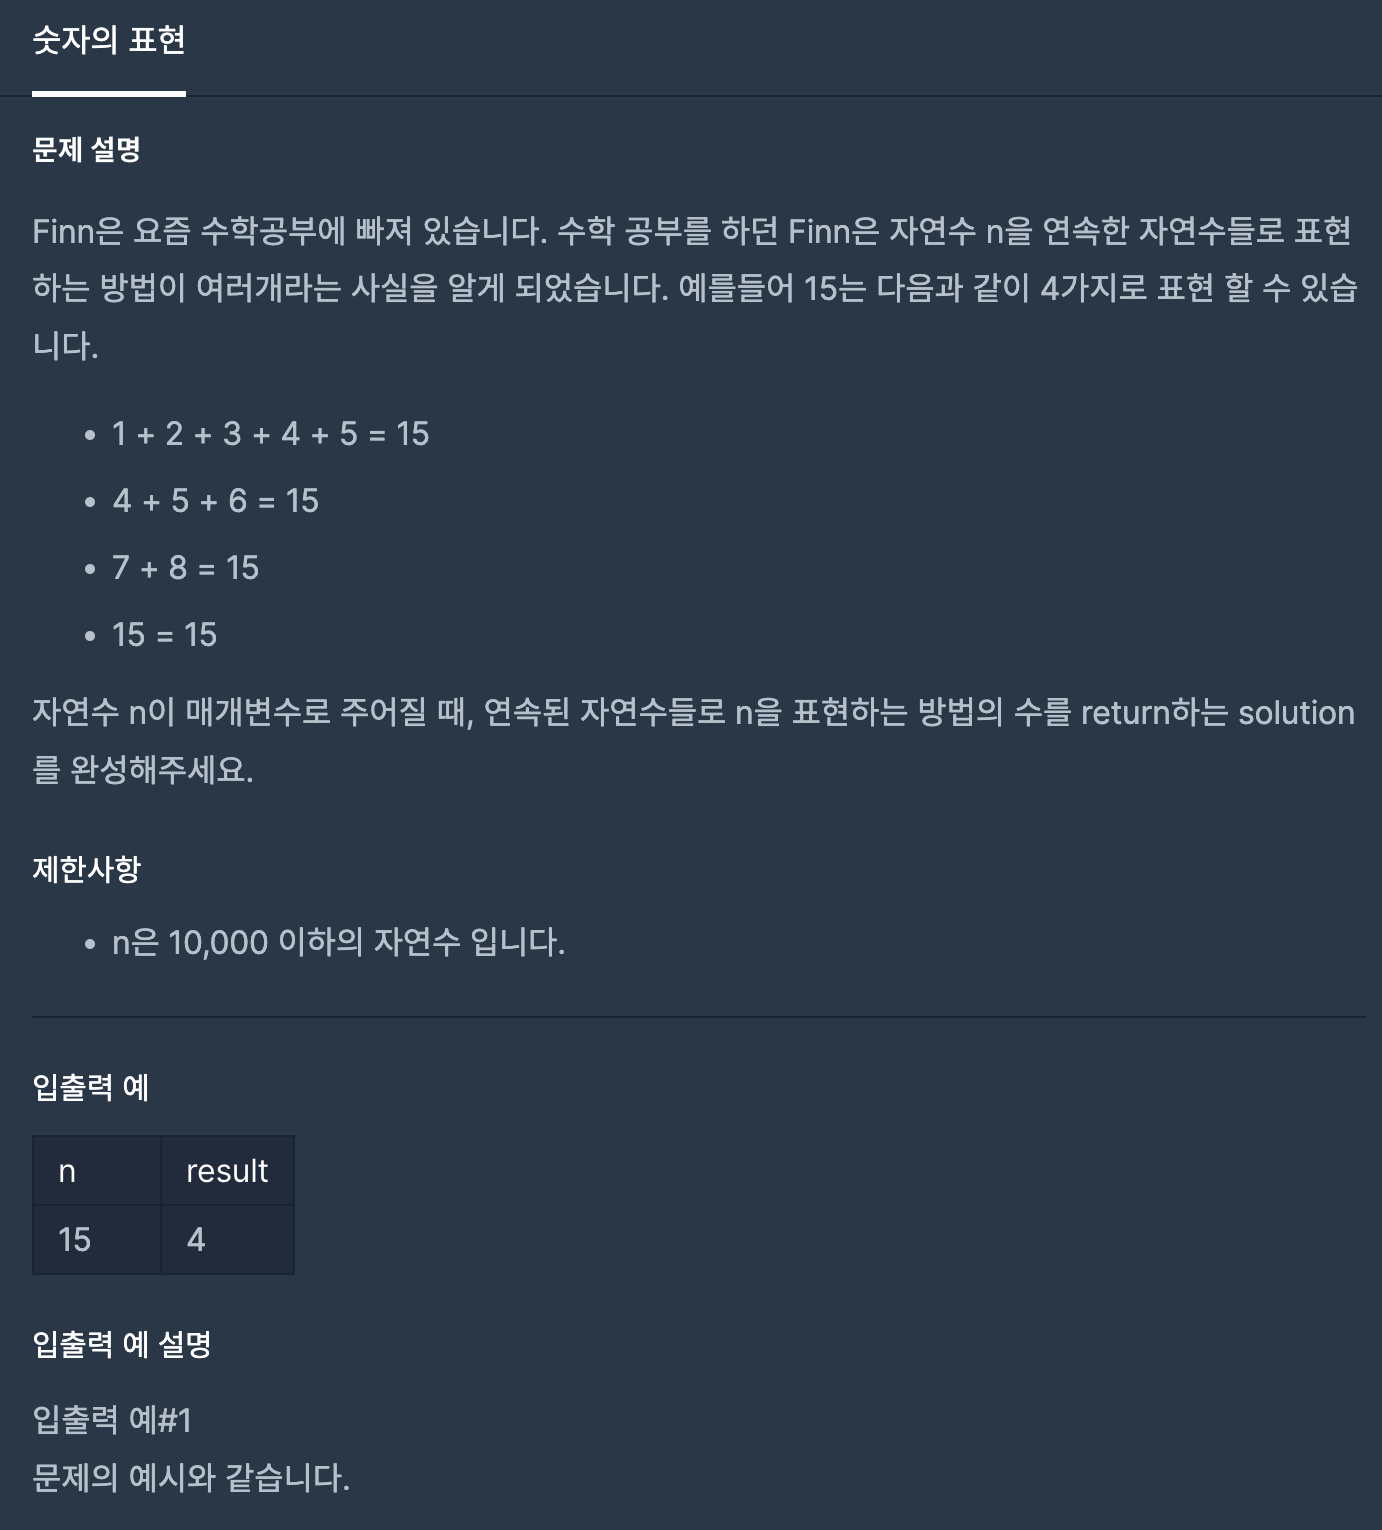 숫자의 표현
문제 설명
Finn은 요즘 수학공부에 빠져 있습니다. 수학 공부를 하던 Finn은 자연수 n을 연속한 자연수들로 표현
하는 방법이 여러개라는 사실을 알게 되었습니다. 예를들어 15는 다음과 같이 4가지로 표현 할 수 있습
니다.
• 1 + 2 + 3 + 4 + 5 = 15
• 4 + 5 + 6 = 15
• 7 + 8 = 15
• 15 = 15
자연수 n이 매개변수로 주어질 때, 연속된 자연수들로 n을 표현하는 방법의 수를 return하는 solution
를 완성해주세요.
제한사항
• n은 10,000 이하의 자연수 입니다.
입출력 예
n result
15 4
입출력 예 설명
입출력 예#1
문제의 예시와 같습니다.